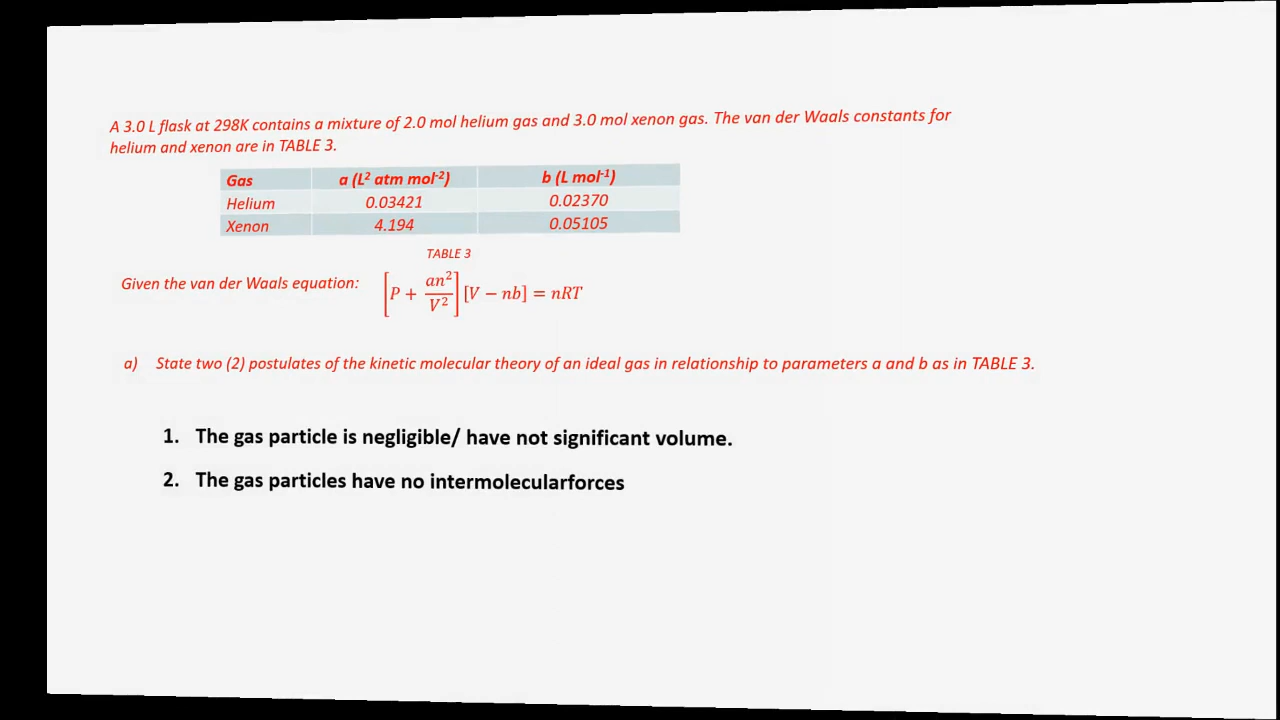 A 3.0 L flask at 298K contains a mixture of 2.0 mol helium gas and 3.0 mol xenon gas. The van der Waals constants for
helium and xenon are in TABLE 3.
Gas a (L² atm mol⁻²) b (L mol⁻¹)
Helium 0.03421 0.02370
Xenon 4.194 0.05105
TABLE 3
Given the van der Waals equation: [P + an²/V²] [V − nb] = nRT
a) State two (2) postulates of the kinetic molecular theory of an ideal gas in relationship to parameters a and b as in TABLE 3.
1. The gas particle is negligible/ have not significant volume.
2. The gas particles have no intermolecularforces